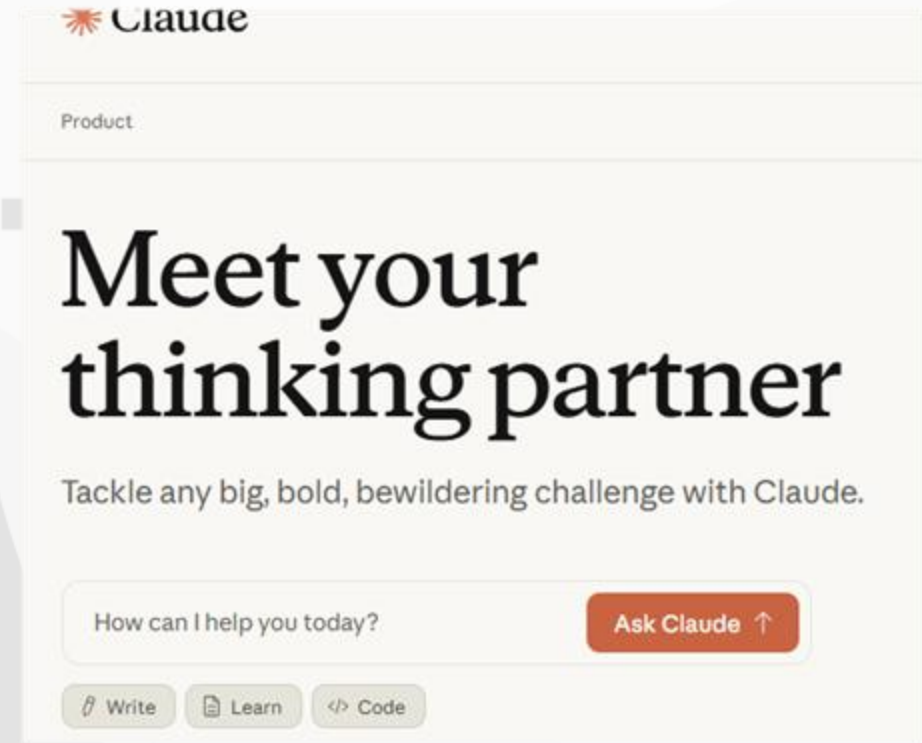 Claude
Product
Meet your
thinking partner
Tackle any big, bold, bewildering challenge with Claude.
How can I help you today?
Ask Claude ↑
Write
Learn
</> Code